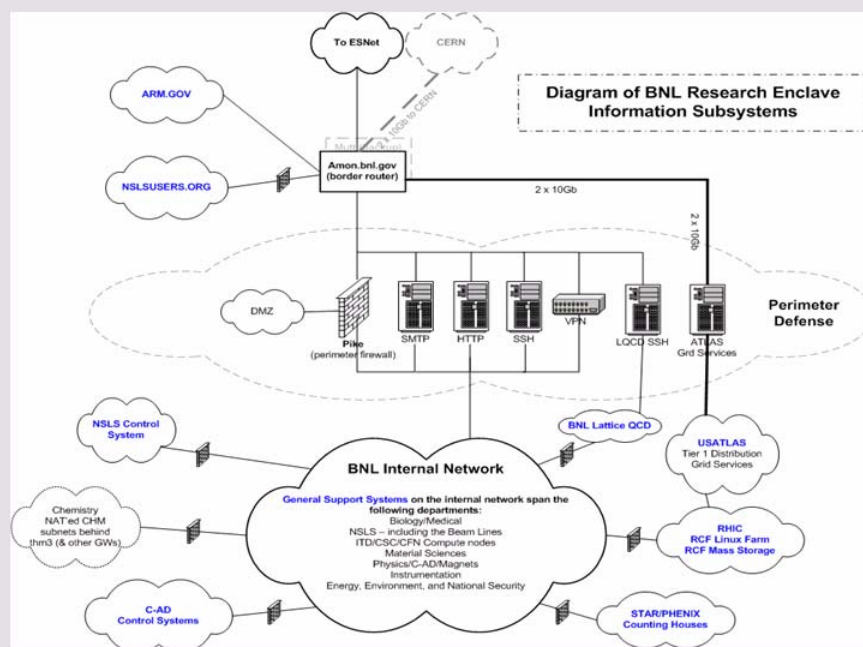 To ESNet
CERN
ARM.GOV
Diagram of BNL Research Enclave
Information Subsystems
2 x 10Gb to CERN
Amon.bnl.gov
(border router)
NSLSUSERS.ORG
2 x 10Gb
2 x 10Gb
DMZ
Perimeter
Defense
Pike
(perimeter firewall)
SMTP
HTTP
SSH
VPN
LQCD SSH
ATLAS
Grd Services
NSLS Control
System
BNL Lattice QCD
USATLAS
Tier 1 Distribution
Grid Services
BNL Internal Network
General Support Systems on the internal network span the
following departments:
Biology/Medical
NSLS – including the Beam Lines
ITD/CSC/CFN Compute nodes
Material Sciences
Physics/C-AD/Magnets
Instrumentation
Energy, Environment, and National Security
Chemistry
NAT'ed CHM
subnets behind
thm3 (& other GWs)
RHIC
RCF Linux Farm
RCF Mass Storage
C-AD
Control Systems
STAR/PHENIX
Counting Houses